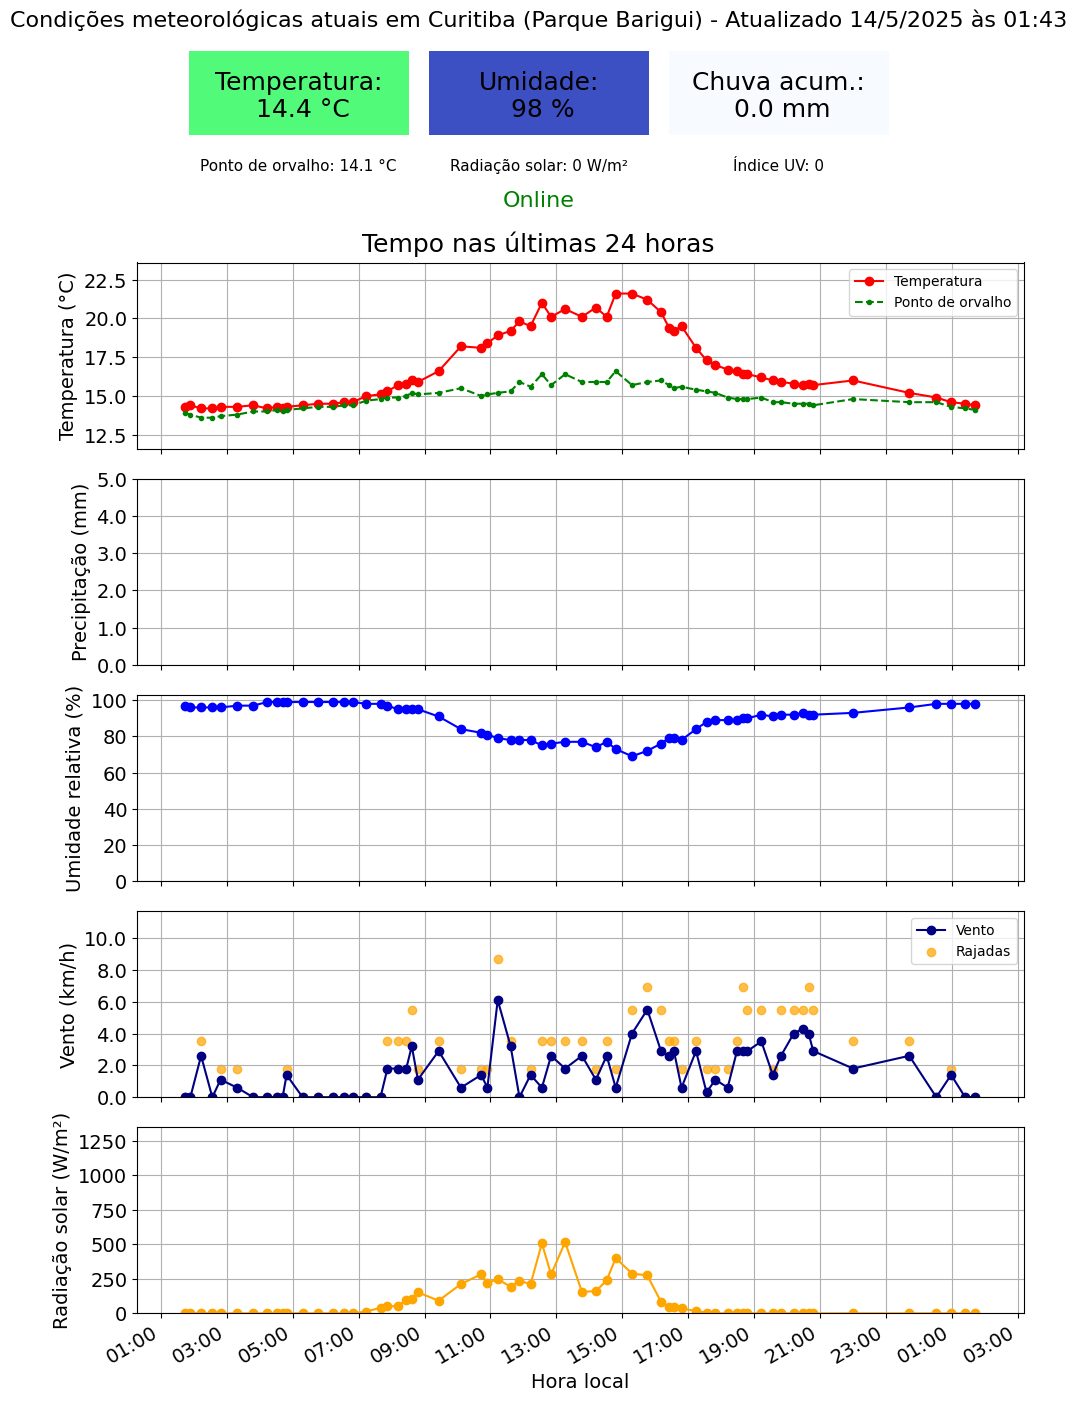 Condições meteorológicas atuais em Curitiba (Parque Barigui) - Atualizado 14/5/2025 às 01:43
Temperatura:
14.4 °C
Umidade:
98 %
Chuva acum.:
0.0 mm
Ponto de orvalho: 14.1 °C
Radiação solar: 0 W/m²
Índice UV: 0
Online
Tempo nas últimas 24 horas
Temperatura (°C)
22.5
20.0
17.5
15.0
12.5
Temperatura
Ponto de orvalho
Precipitação (mm)
5.0
4.0
3.0
2.0
1.0
0.0
Umidade relativa (%)
100
80
60
40
20
0
Vento (km/h)
10.0
8.0
6.0
4.0
2.0
0.0
Vento
Rajadas
Radiação solar (W/m²)
1250
1000
750
500
250
0
01:00
03:00
05:00
07:00
09:00
11:00
13:00
15:00
17:00
19:00
21:00
23:00
01:00
03:00
Hora local